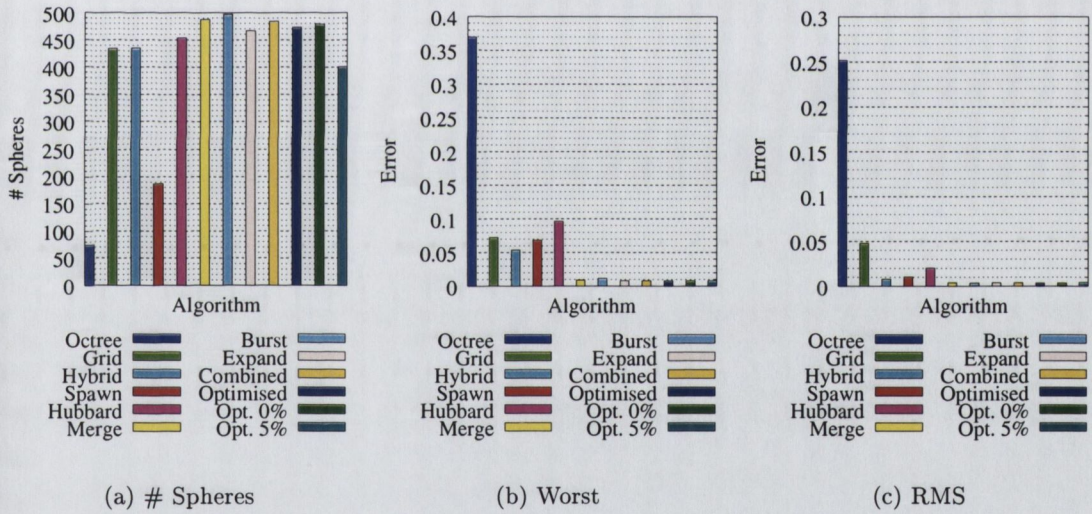 500
450
400
350
300
250
200
150
100
50
0
# Spheres
Algorithm
Octree
Grid
Hybrid
Spawn
Hubbard
Merge
Burst
Expand
Combined
Optimised
Opt. 0%
Opt. 5%
(a) # Spheres
0.4
0.35
0.3
0.25
0.2
0.15
0.1
0.05
0
Error
Algorithm
Octree
Grid
Hybrid
Spawn
Hubbard
Merge
Burst
Expand
Combined
Optimised
Opt. 0%
Opt. 5%
(b) Worst
0.3
0.25
0.2
0.15
0.1
0.05
0
Error
Algorithm
Octree
Grid
Hybrid
Spawn
Hubbard
Merge
Burst
Expand
Combined
Optimised
Opt. 0%
Opt. 5%
(c) RMS